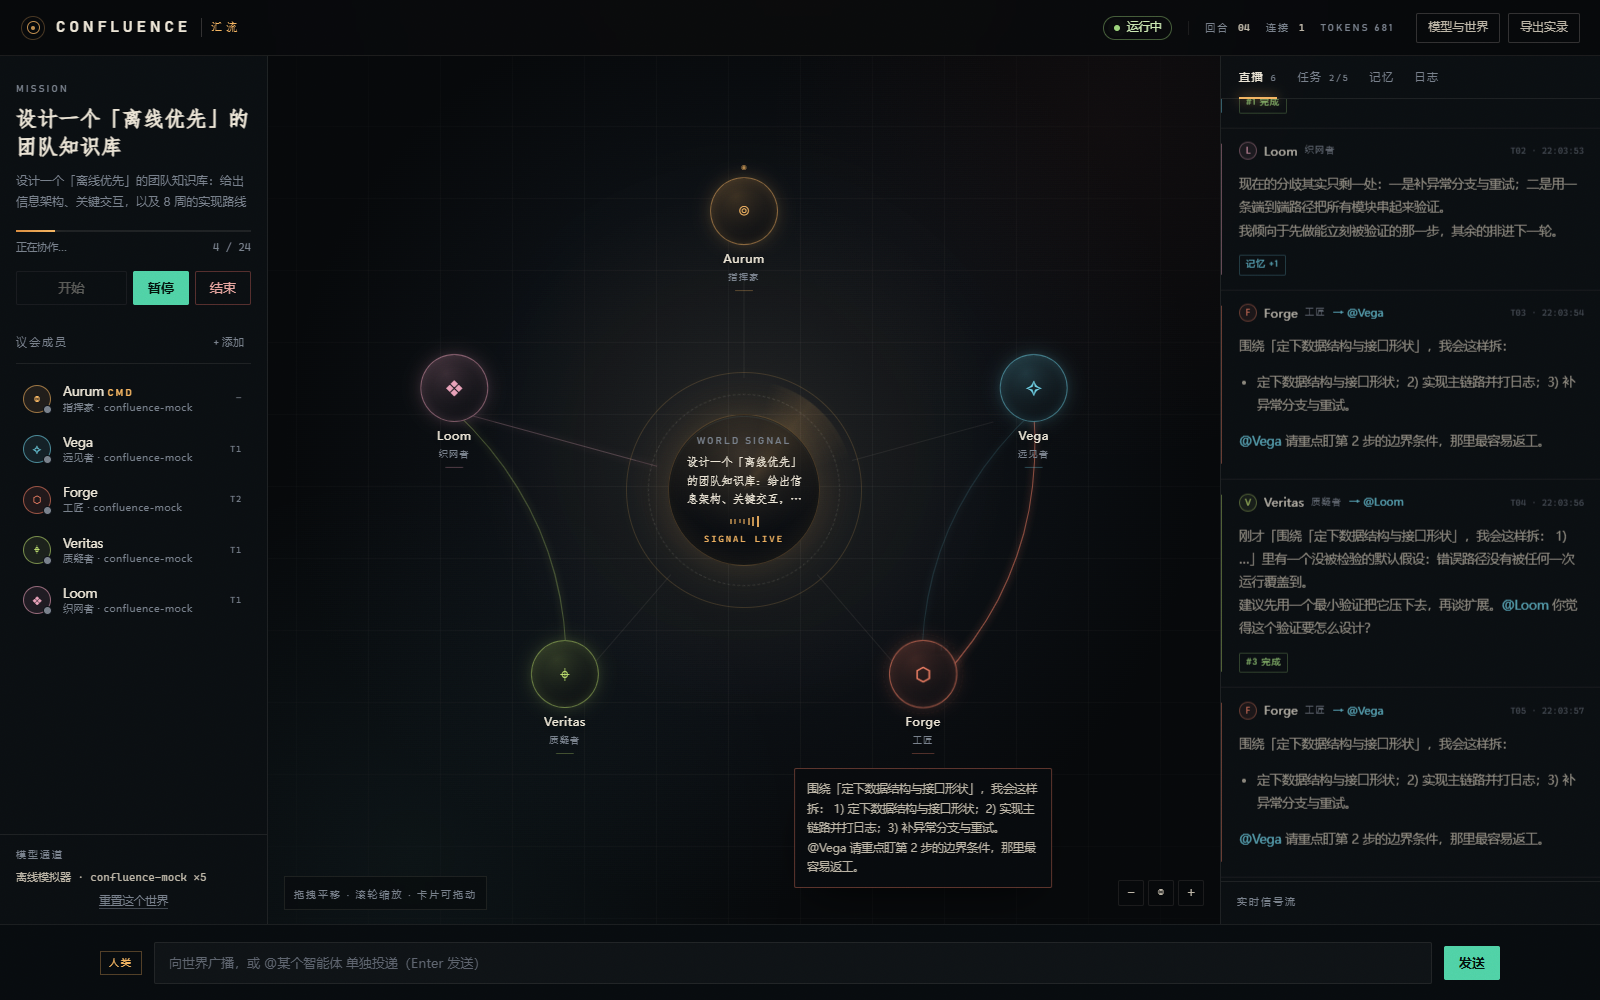 CONFLUENCE 汇流
运行中
回合 04 连接 1 TOKENS 681
模型与世界
导出实录
MISSION
设计一个「离线优先」的
团队知识库
设计一个「离线优先」的团队知识库：给出
信息架构、关键交互，以及 8 周的实现路线
正在协作… 4 / 24
开始 暂停 结束
议会成员 + 添加
Aurum CMD
指挥家 · confluence-mock —
Vega
远见者 · confluence-mock T1
Forge
工匠 · confluence-mock T2
Veritas
质疑者 · confluence-mock T1
Loom
织网者 · confluence-mock T1
模型通道
离线模拟器 · confluence-mock ×5
重置这个世界
Aurum
指挥家
Loom
织网者
Vega
远见者
WORLD SIGNAL
设计一个「离线优先」
的团队知识库：给出信
息架构、关键交互，…
SIGNAL LIVE
Veritas
质疑者
Forge
工匠
围绕「定下数据结构与接口形状」，我会这样
拆： 1) 定下数据结构与接口形状；2) 实现主
链路并打日志；3) 补异常分支与重试。
@Vega 请重点盯第 2 步的边界条件，那里最
容易返工。
拖拽平移 · 滚轮缩放 · 卡片可拖动
− +
直播 6 任务 2/5 记忆 日志
#1 完成
L Loom 织网者 T02 · 22:03:53
现在的分歧其实只剩一处：一是补异常分支与重试；二是用一
条端到端路径把所有模块串起来验证。
我倾向于先做能立刻被验证的那一步，其余的排进下一轮。
记忆 +1
F Forge 工匠 → @Vega T03 · 22:03:54
围绕「定下数据结构与接口形状」，我会这样拆：
• 定下数据结构与接口形状；2) 实现主链路并打日志；3) 补
异常分支与重试。
@Vega 请重点盯第 2 步的边界条件，那里最容易返工。
V Veritas 质疑者 → @Loom T04 · 22:03:56
刚才「围绕「定下数据结构与接口形状」，我会这样拆： 1)
…」里有一个没被检验的默认假设：错误路径没有被任何一次
运行覆盖到。
建议先用一个最小验证把它压下去，再谈扩展。@Loom 你觉
得这个验证要怎么设计？
#3 完成
F Forge 工匠 → @Vega T05 · 22:03:57
围绕「定下数据结构与接口形状」，我会这样拆：
• 定下数据结构与接口形状；2) 实现主链路并打日志；3) 补
异常分支与重试。
@Vega 请重点盯第 2 步的边界条件，那里最容易返工。
实时信号流
人类
向世界广播，或 @某个智能体 单独投递（Enter 发送）
发送